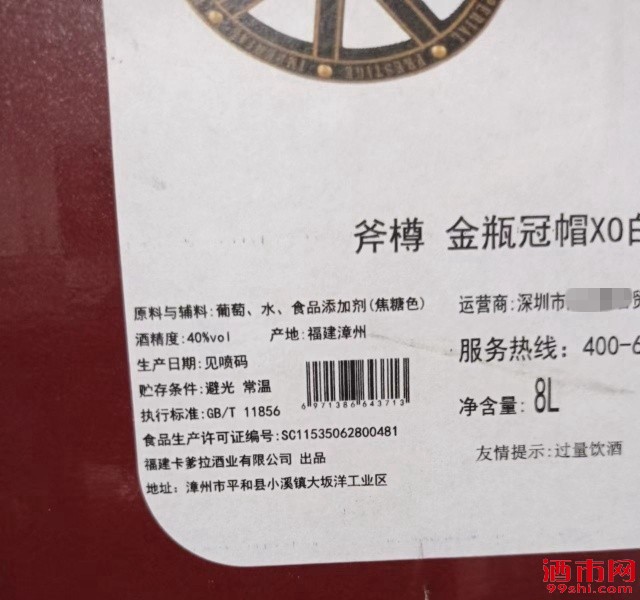 IMPERIAL PRESTIGE
斧樽 金瓶冠帽XO白
原料与辅料:葡萄、水、食品添加剂(焦糖色)
酒精度:40%vol 产地:福建漳州
生产日期:见喷码
贮存条件:避光 常温
执行标准:GB/T 11856
6 971386 643713
食品生产许可证编号:SC11535062800481
福建卡爹拉酒业有限公司 出品
地址: 漳州市平和县小溪镇大坂洋工业区
运营商:深圳市
服务热线: 400-6
净含量: 8L
友情提示:过量饮酒
酒市网
99shi.com